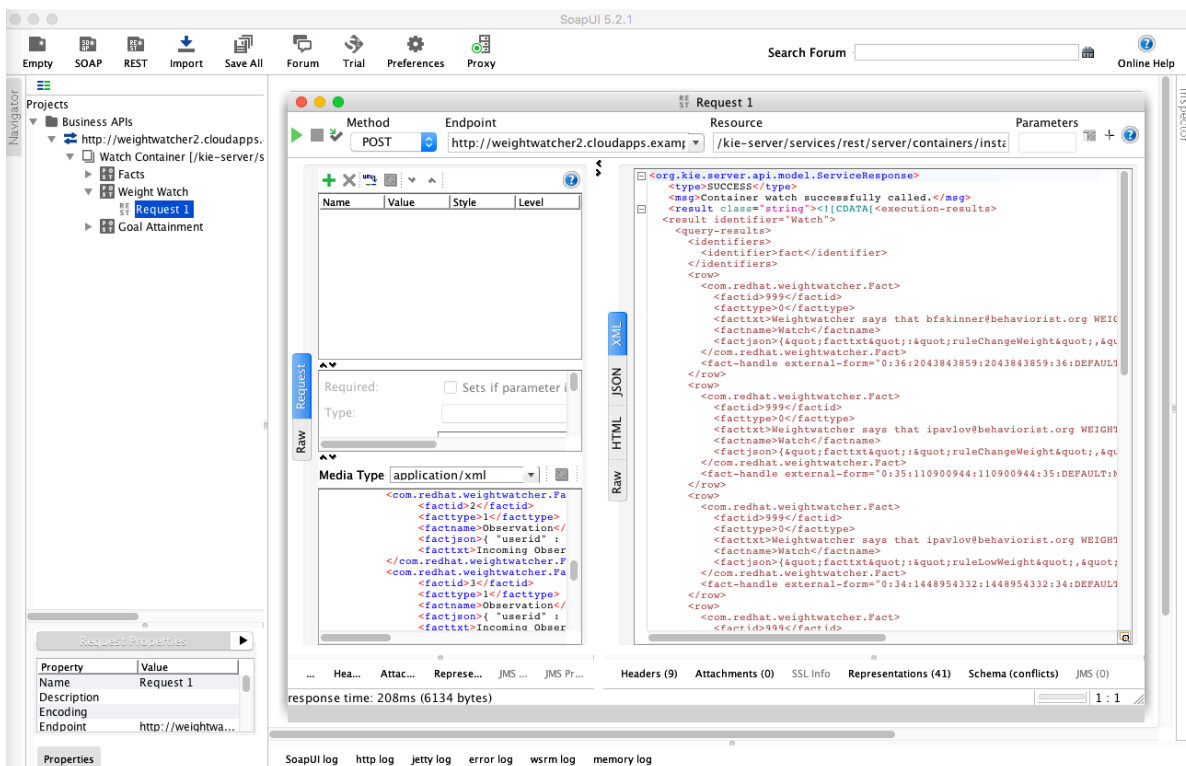 SoapUI 5.2.1
Empty SOAP REST Import Save All Forum Trial Preferences Proxy
Search Forum
Online Help
Navigator
Projects
Business APIs
http://weightwatcher2.cloudapps.
Watch Container [/kie-server/s
Facts
Weight Watch
Request 1
Goal Attainment
Request Properties
Property Value
Name Request 1
Description
Encoding
Endpoint http://weightwa...
Properties
Request 1
Method Endpoint Resource Parameters
POST http://weightwatcher2.cloudapps.examp /kie-server/services/rest/server/containers/insta
Name Value Style Level
Request
Raw
Required: Sets if parameter i
Type:
Media Type application/xml
<com.redhat.weightwatcher.Fa
<factid>2</factid>
<facttype>1</facttype>
<factname>Observation</
<factjson>{ "userid" :
<facttxt>Incoming Obser
</com.redhat.weightwatcher.F
<com.redhat.weightwatcher.Fa
<factid>3</factid>
<facttype>1</facttype>
<factname>Observation</
<factjson>{ "userid" :
<facttxt>Incoming Obser
XML
JSON
HTML
Raw
<org.kie.server.api.model.ServiceResponse>
<type>SUCCESS</type>
<msg>Container watch successfully called.</msg>
<result class="string"><![CDATA[<execution-results>
<result identifier="Watch">
<query-results>
<identifiers>
<identifier>fact</identifier>
</identifiers>
<row>
<com.redhat.weightwatcher.Fact>
<factid>999</factid>
<facttype>0</facttype>
<facttxt>Weightwatcher says that bfskinner@behaviorist.org WEIG
<factname>Watch</factname>
<factjson>{&quot;facttxt&quot;:&quot;ruleChangeWeight&quot;,&qu
</com.redhat.weightwatcher.Fact>
<fact-handle external-form="0:36:2043843859:2043843859:36:DEFAULT
</row>
<row>
<com.redhat.weightwatcher.Fact>
<factid>999</factid>
<facttype>0</facttype>
<facttxt>Weightwatcher says that ipavlov@behaviorist.org WEIGHT
<factname>Watch</factname>
<factjson>{&quot;facttxt&quot;:&quot;ruleChangeWeight&quot;,&qu
</com.redhat.weightwatcher.Fact>
<fact-handle external-form="0:35:110900944:110900944:35:DEFAULT:N
</row>
<row>
<com.redhat.weightwatcher.Fact>
<factid>999</factid>
<facttype>0</facttype>
<facttxt>Weightwatcher says that ipavlov@behaviorist.org WEIGHT
<factname>Watch</factname>
<factjson>{&quot;facttxt&quot;:&quot;ruleLowWeight&quot;,&quot;
</com.redhat.weightwatcher.Fact>
<fact-handle external-form="0:34:1448954332:1448954332:34:DEFAULT
</row>
<row>
<com.redhat.weightwatcher.Fact>
<factid>999</factid>
... Hea... Attac... Represe... JMS ... JMS Pr...
Headers (9) Attachments (0) SSL Info Representations (41) Schema (conflicts) JMS (0)
response time: 208ms (6134 bytes)
1 : 1
SoapUI log http log jetty log error log wsrm log memory log
Inspector